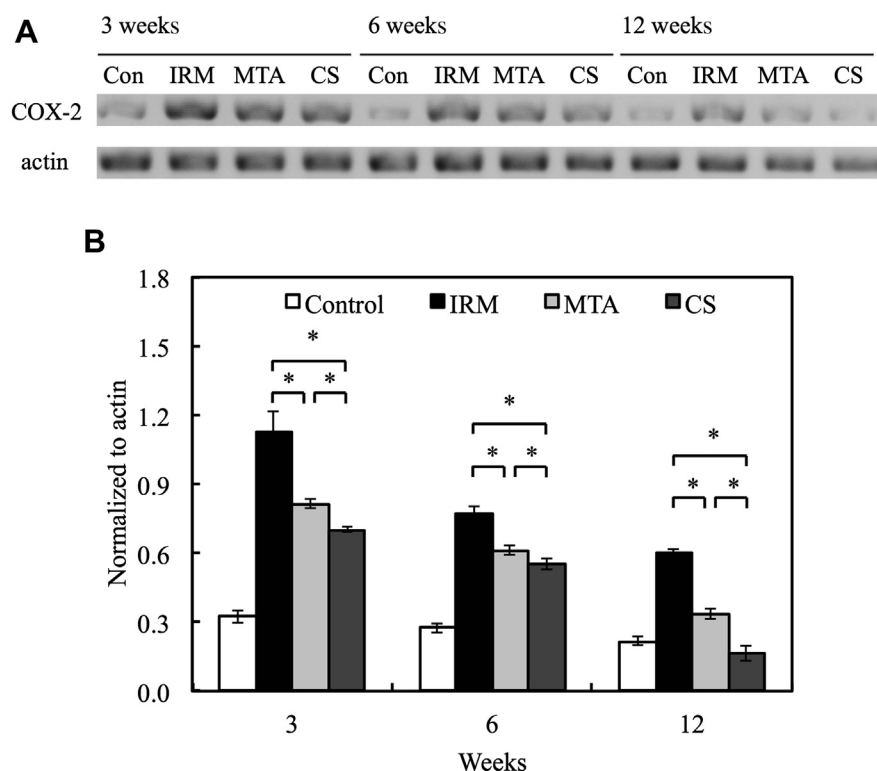 A
3 weeks 6 weeks 12 weeks
Con IRM MTA CS Con IRM MTA CS Con IRM MTA CS
COX-2
actin
B
1.8
Control IRM MTA CS
1.5
*
* *
1.2
*
*
* *
0.9
* *
0.6
0.3
0.0
Normalized to actin
3 6 12
Weeks